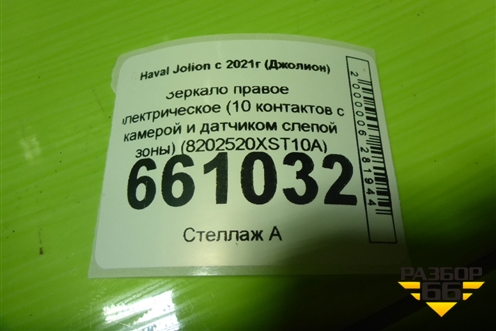 Haval Jolion с 2021г (Джолион)
Зеркало правое
электрическое (10 контактов с
камерой и датчиком слепой
зоны) (8202520XST10A)
661032
Стеллаж А
2000006281944
РАЗБОР
66